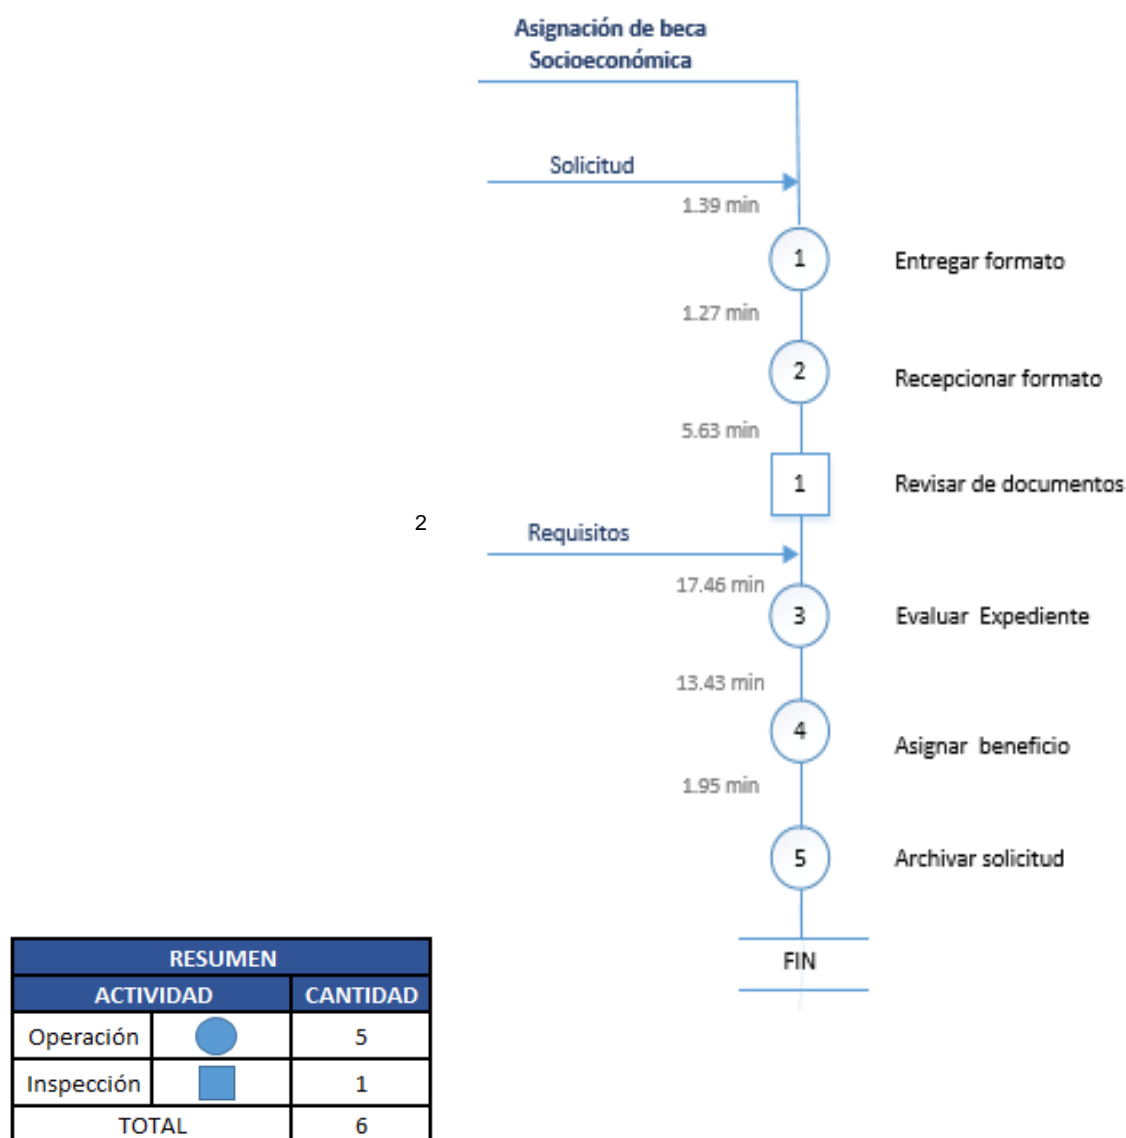 Asignación de beca
Socioeconómica
Solicitud
1.39 min
1
Entregar formato
1.27 min
2
Recepcionar formato
5.63 min
1
Revisar de documentos
2
Requisitos
17.46 min
3
Evaluar Expediente
13.43 min
4
Asignar beneficio
1.95 min
5
Archivar solicitud
FIN
RESUMEN
ACTIVIDAD CANTIDAD
Operación 5
Inspección 1
TOTAL 6